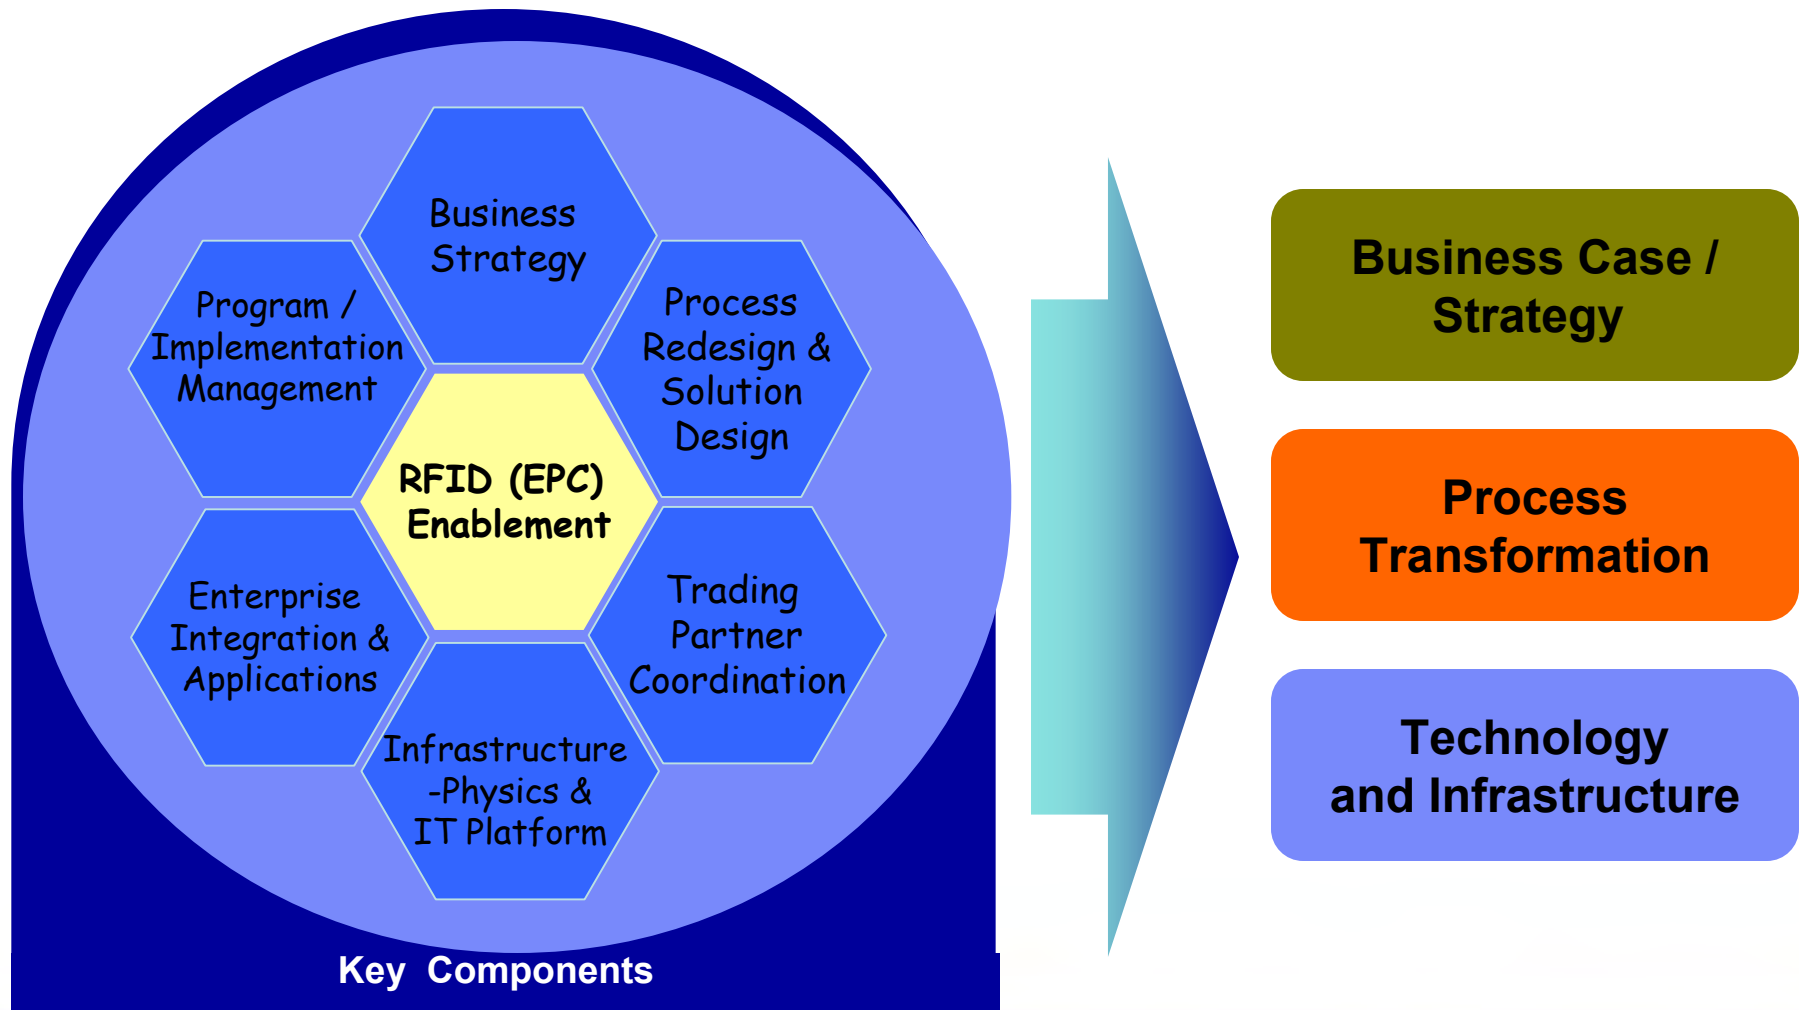 Business
Strategy
Program /
Implementation
Management
Process
Redesign &
Solution
Design
RFID (EPC)
Enablement
Enterprise
Integration &
Applications
Trading
Partner
Coordination
Infrastructure
-Physics &
IT Platform
Key Components
Business Case /
Strategy
Process
Transformation
Technology
and Infrastructure